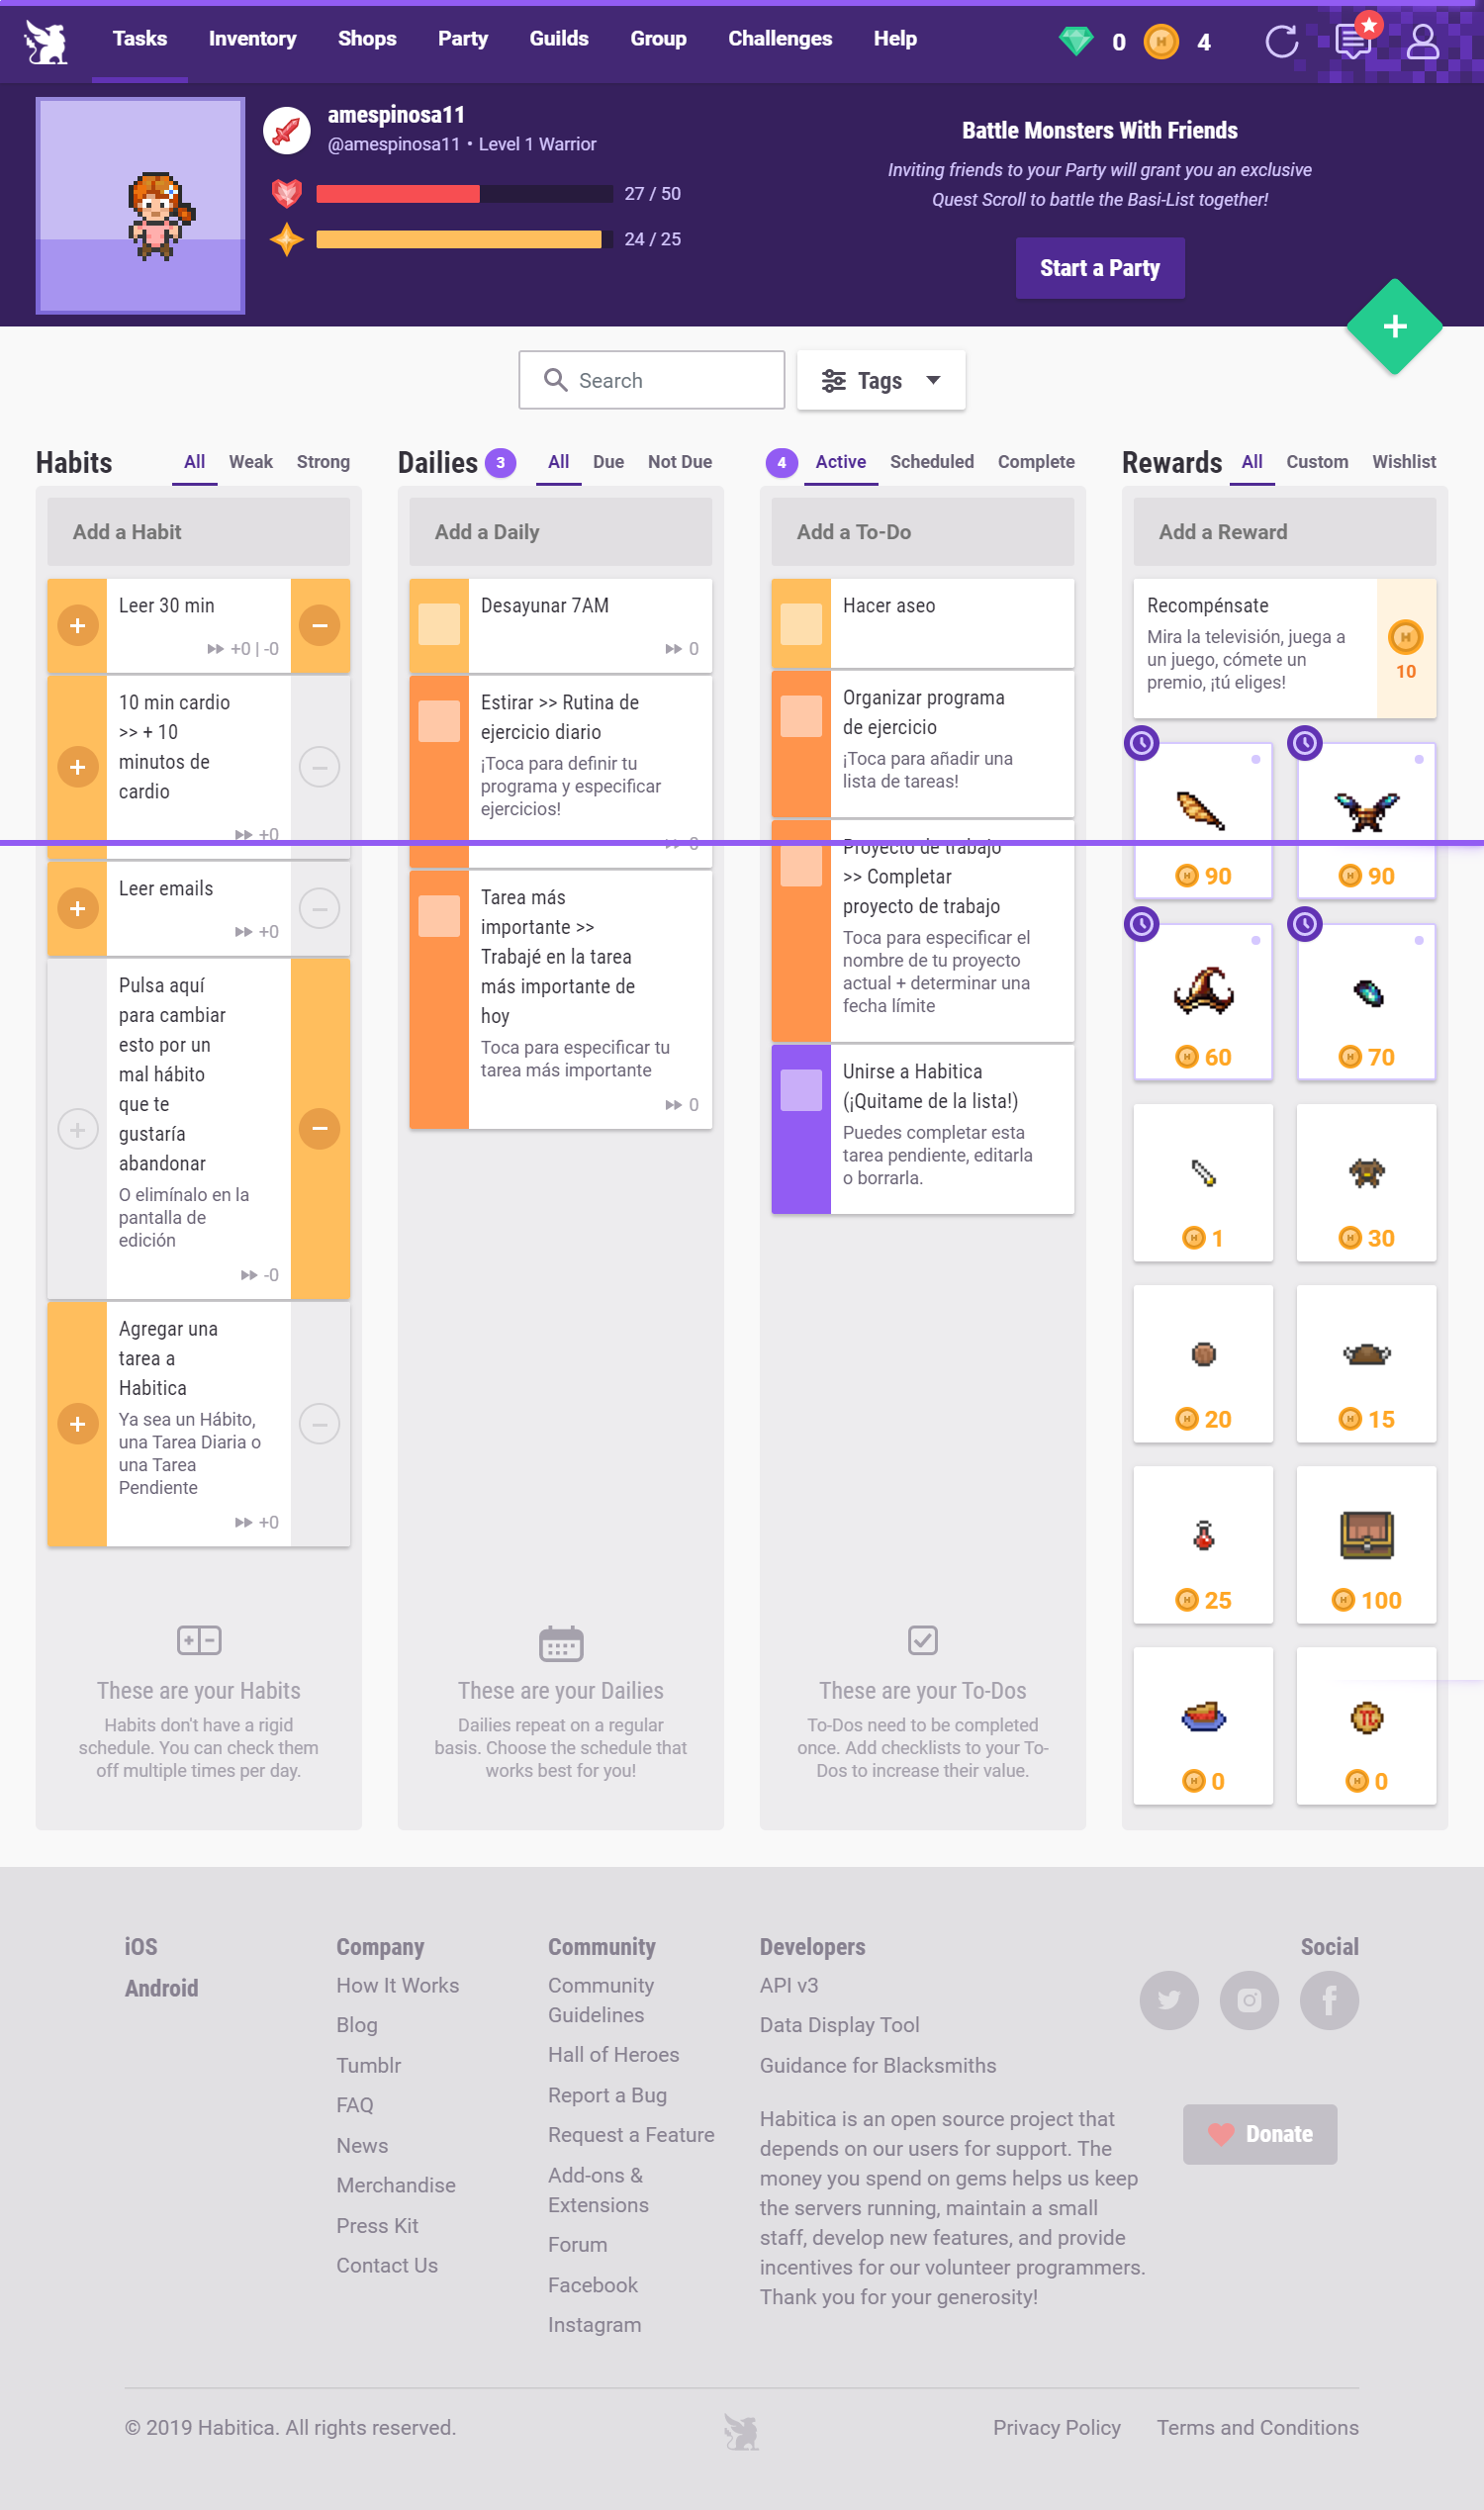 Tasks Inventory Shops Party Guilds Group Challenges Help 0 4
amespinosa11
@amespinosa11 • Level 1 Warrior
27 / 50
24 / 25
Battle Monsters With Friends
Inviting friends to your Party will grant you an exclusive
Quest Scroll to battle the Basi-List together!
Start a Party
Search
Tags
Habits All Weak Strong
Add a Habit
Leer 30 min
+0 | -0
10 min cardio
>> + 10
minutos de
cardio
+0
Leer emails
+0
Pulsa aquí
para cambiar
esto por un
mal hábito
que te
gustaría
abandonar
O elimínalo en la
pantalla de
edición
-0
Agregar una
tarea a
Habitica
Ya sea un Hábito,
una Tarea Diaria o
una Tarea
Pendiente
+0
These are your Habits
Habits don't have a rigid
schedule. You can check them
off multiple times per day.
Dailies 3 All Due Not Due
Add a Daily
Desayunar 7AM
0
Estirar >> Rutina de
ejercicio diario
¡Toca para definir tu
programa y especificar
ejercicios!
0
Tarea más
importante >>
Trabajé en la tarea
más importante de
hoy
Toca para especificar tu
tarea más importante
0
These are your Dailies
Dailies repeat on a regular
basis. Choose the schedule that
works best for you!
4 Active Scheduled Complete
Add a To-Do
Hacer aseo
Organizar programa
de ejercicio
¡Toca para añadir una
lista de tareas!
Proyecto de trabajo
>> Completar
proyecto de trabajo
Toca para especificar el
nombre de tu proyecto
actual + determinar una
fecha límite
Unirse a Habitica
(¡Quitame de la lista!)
Puedes completar esta
tarea pendiente, editarla
o borrarla.
These are your To-Dos
To-Dos need to be completed
once. Add checklists to your To-
Dos to increase their value.
Rewards All Custom Wishlist
Add a Reward
Recompénsate
Mira la televisión, juega a
un juego, cómete un
premio, ¡tú eliges!
10
90 90
60 70
1 30
20 15
25 100
0 0
iOS
Android
Company
How It Works
Blog
Tumblr
FAQ
News
Merchandise
Press Kit
Contact Us
Community
Community
Guidelines
Hall of Heroes
Report a Bug
Request a Feature
Add-ons &
Extensions
Forum
Facebook
Instagram
Developers
API v3
Data Display Tool
Guidance for Blacksmiths
Habitica is an open source project that
depends on our users for support. The
money you spend on gems helps us keep
the servers running, maintain a small
staff, develop new features, and provide
incentives for our volunteer programmers.
Thank you for your generosity!
Social
Donate
© 2019 Habitica. All rights reserved.
Privacy Policy Terms and Conditions